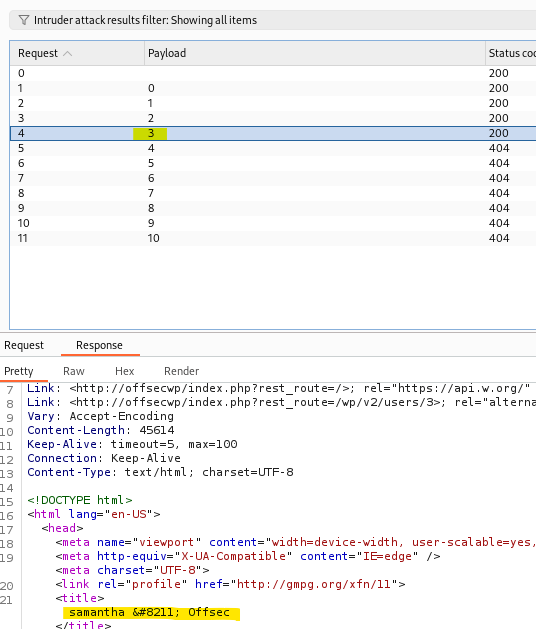 Intruder attack results filter: Showing all items
Request Payload Status coo
0 200
1 0 200
2 1 200
3 2 200
4 3 200
5 4 404
6 5 404
7 6 404
8 7 404
9 8 404
10 9 404
11 10 404
Request Response
Pretty Raw Hex Render
7 Link: <http://offsecwp/index.php?rest_route=/>; rel="https://api.w.org/"
8 Link: <http://offsecwp/index.php?rest_route=/wp/v2/users/3>; rel="alterna
9 Vary: Accept-Encoding
10 Content-Length: 45614
11 Keep-Alive: timeout=5, max=100
12 Connection: Keep-Alive
13 Content-Type: text/html; charset=UTF-8
14
15 <!DOCTYPE html>
16 <html lang="en-US">
17 <head>
18 <meta name="viewport" content="width=device-width, user-scalable=yes,
19 <meta http-equiv="X-UA-Compatible" content="IE=edge" />
<meta charset="UTF-8">
20 <link rel="profile" href="http://gmpg.org/xfn/11">
21 <title>
samantha &#8211; Offsec
</title>